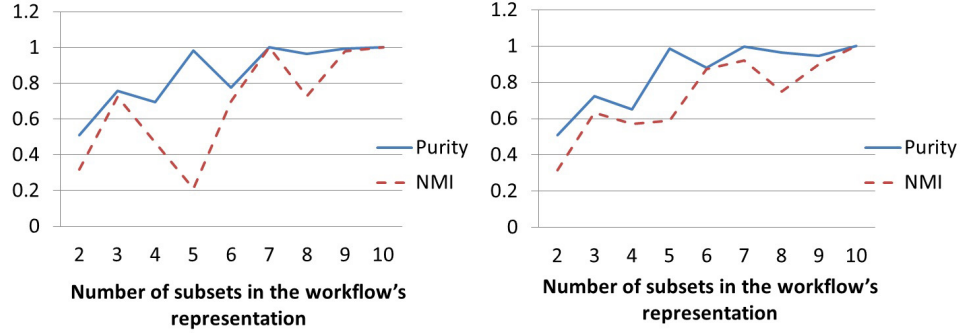 1.2
1
0.8
0.6
0.4
0.2
0
2 3 4 5 6 7 8 9 10
Purity
NMI
Number of subsets in the workflow's
representation
1.2
1
0.8
0.6
0.4
0.2
0
2 3 4 5 6 7 8 9 10
Purity
NMI
Number of subsets in the workflow's
representation